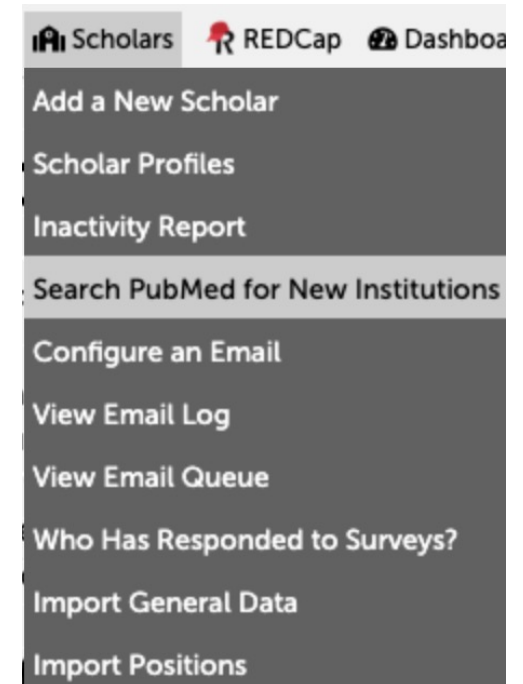 Scholars REDCap Dashboa
Add a New Scholar
Scholar Profiles
Inactivity Report
Search PubMed for New Institutions
Configure an Email
View Email Log
View Email Queue
Who Has Responded to Surveys?
Import General Data
Import Positions